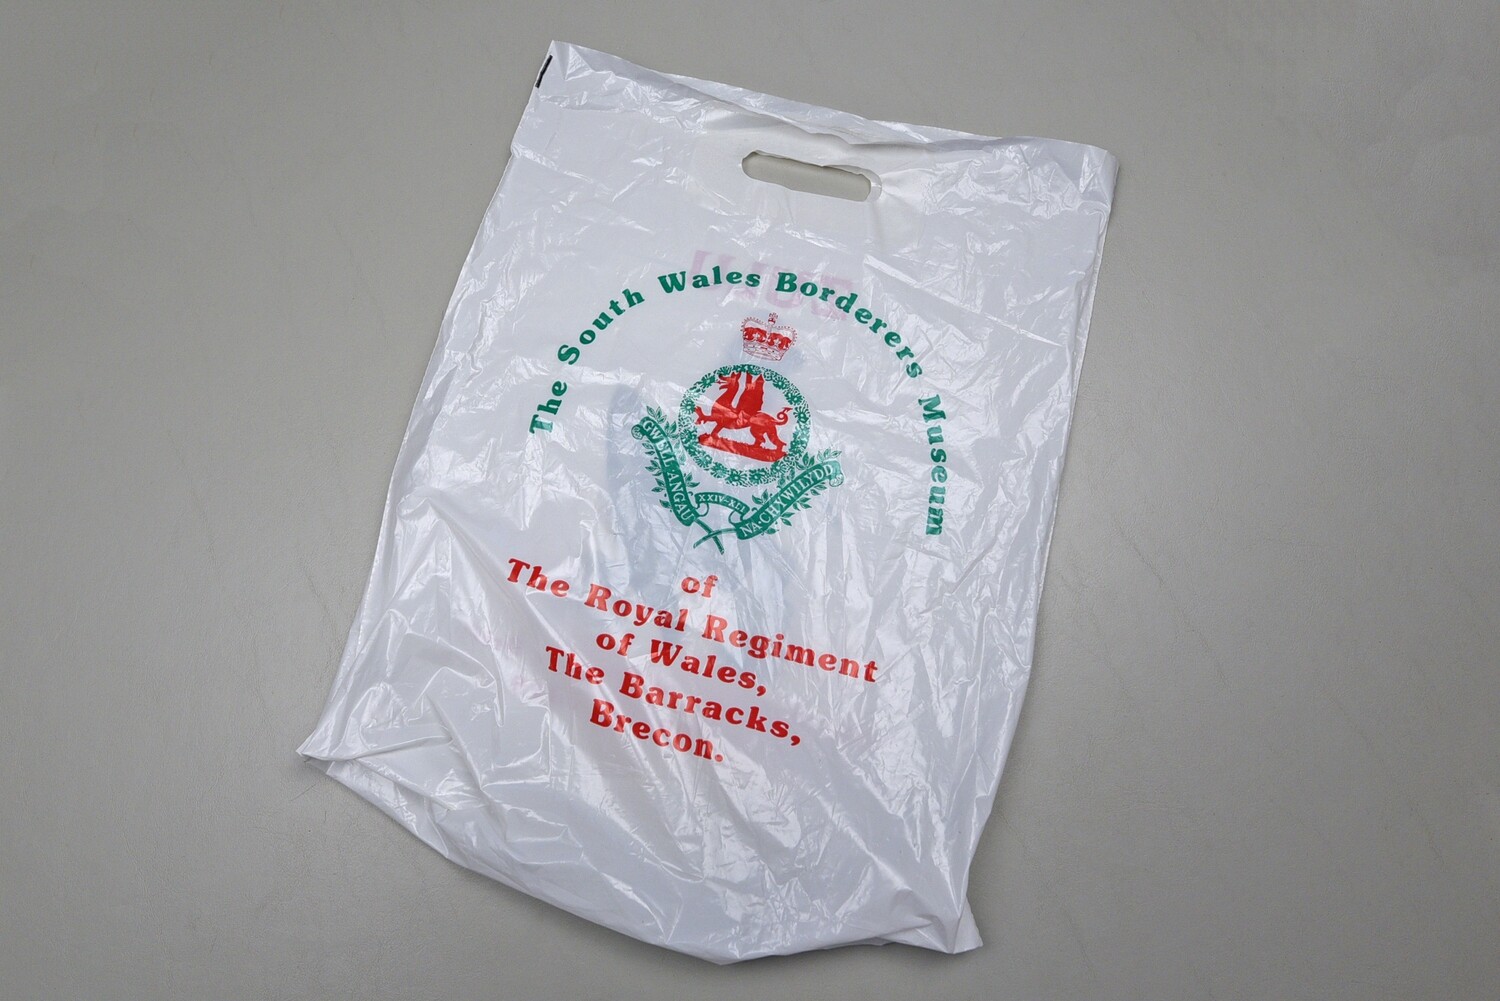 The South Wales Borderers Museum
GWELL ANGAU
XXIV-XLI
NA CHYWILYDD
of
The Royal Regiment
of Wales,
The Barracks,
Brecon.